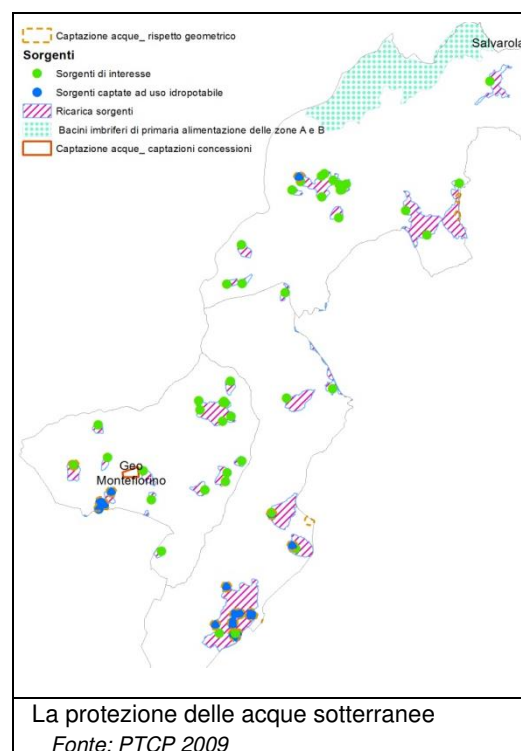 Captazione acque_ rispetto geometrico
Sorgenti
Sorgenti di interesse
Sorgenti captate ad uso idropotabile
Ricarica sorgenti
Bacini imbriferi di primaria alimentazione delle zone A e B
Captazione acque_ captazioni concessioni
Salvarola
Geo
Montefiorino
La protezione delle acque sotterranee
Fonte: PTCP 2009